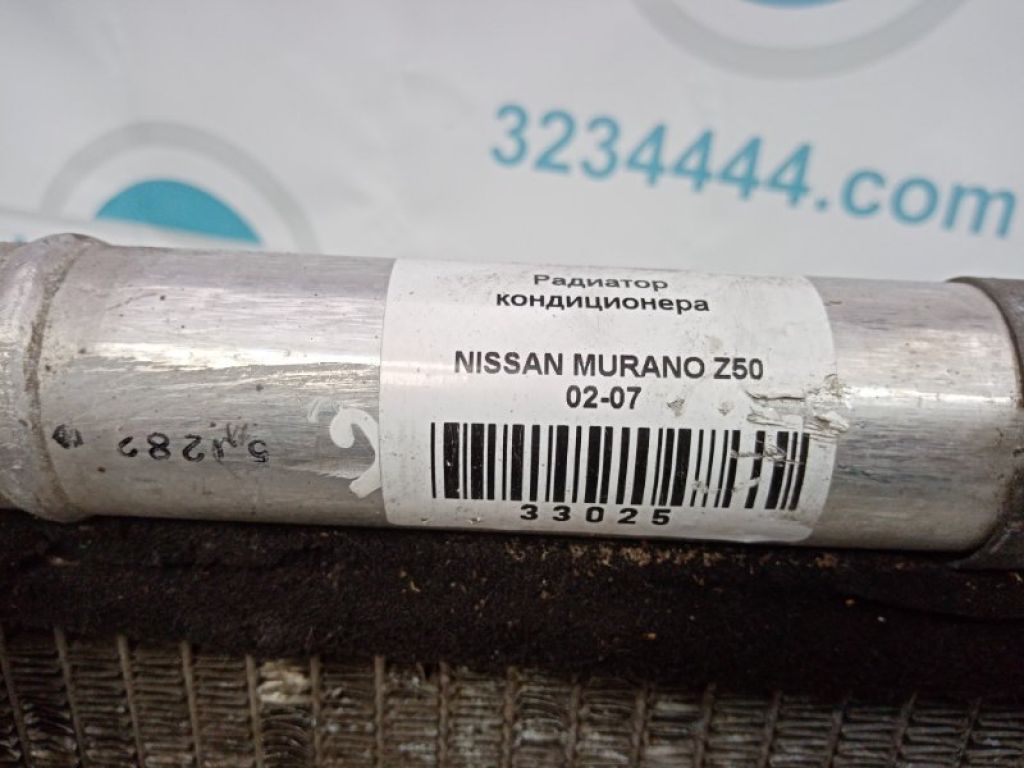 3234444.com
Радиатор
кондиционера
NISSAN MURANO Z50
02-07
33025